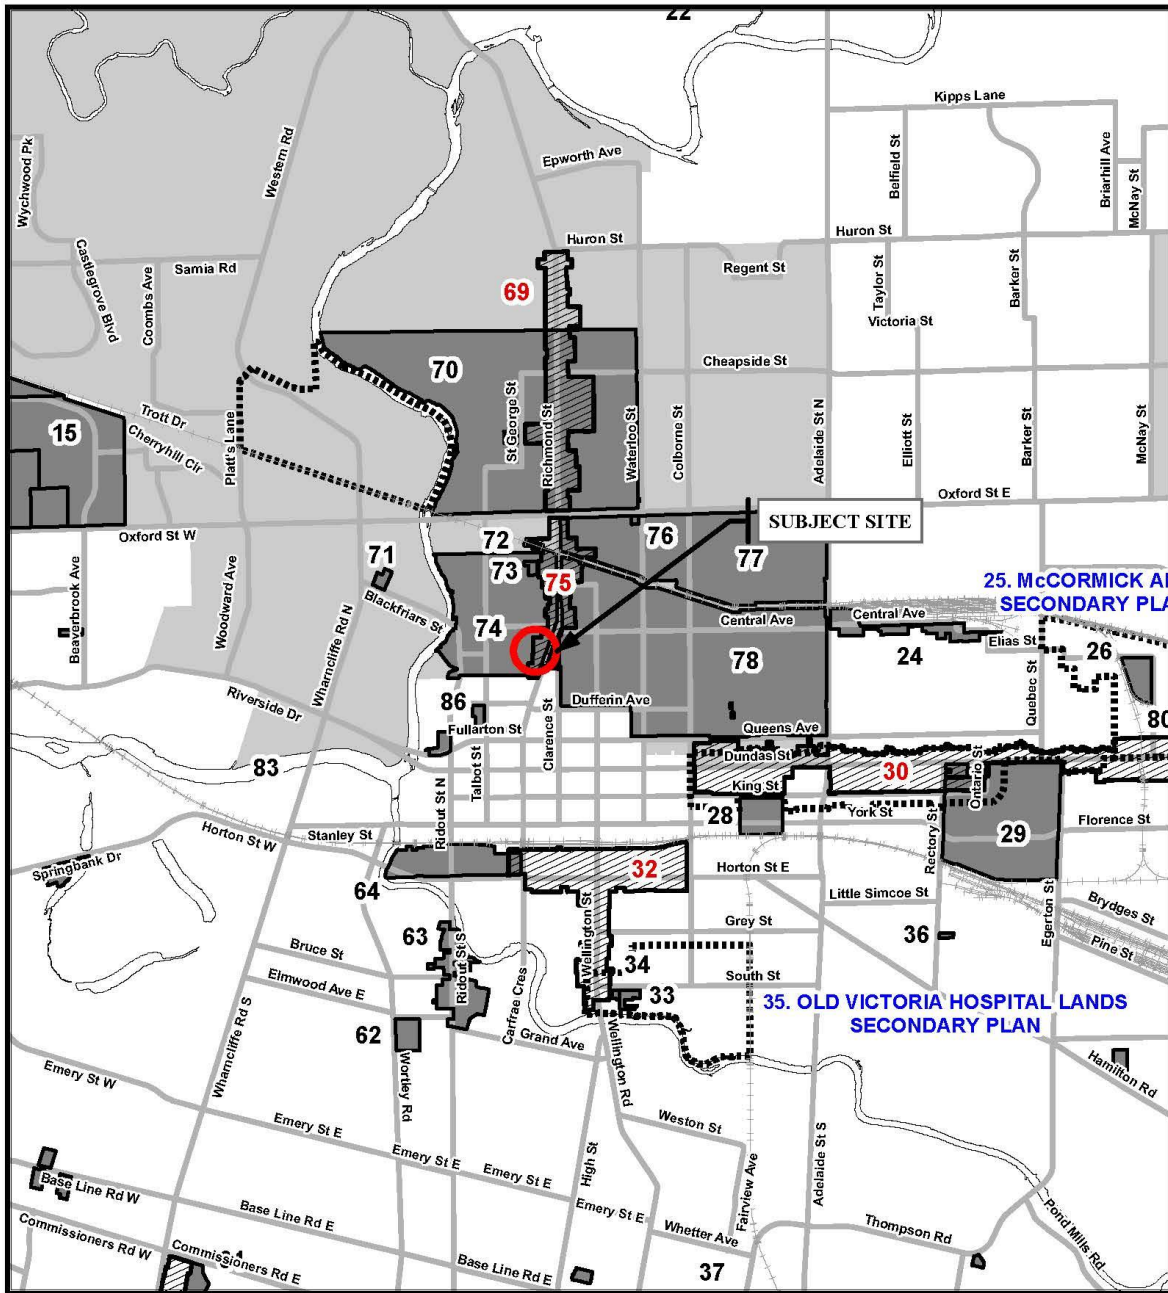 22
Kipps Lane
Wychwood Pk
Western Rd
Epworth Ave
Belfield St
Briarhill Ave
McNay St
Castlegrove Blvd
Coombs Ave
Sarnia Rd
Huron St
Huron St
Regent St
Taylor St
Barker St
69
Victoria St
Cheapside St
70
15
Trott Dr
Cherryhill Cir
Platt's Lane
St George St
Richmond St
Waterloo St
Colborne St
Adelaide St N
Elliott St
Barker St
McNay St
Oxford St E
Oxford St W
SUBJECT SITE
72
76
77
71
73
75
25. McCORMICK AR
SECONDARY PLA
Beaverbrook Ave
Woodward Ave
Blackfriars St
Wharncliffe Rd N
74
Central Ave
Central Ave
Elias St
78
24
26
Quebec St
Riverside Dr
86
Dufferin Ave
Fullarton St
Clarence St
Queens Ave
80
83
Talbot St
Dundas St
30
King St
Ontario St
Ridout St N
28
York St
Florence St
Horton St W
Stanley St
Rectory St
29
Springbank Dr
64
32
Horton St E
Little Simcoe St
Egerton St
Brydges St
Pine St
63
Wellington St
Grey St
36
Bruce St
Ridout St S
34
South St
Elmwood Ave E
Carfrae Cres
33
35. OLD VICTORIA HOSPITAL LANDS
SECONDARY PLAN
Wharncliffe Rd S
62
Grand Ave
Wellington Rd
Wortley Rd
Hamilton Rd
Emery St W
Emery St E
Weston St
Emery St E
Emery St E
High St
Emery St E
Fairview Ave
Adelaide St S
Base Line Rd W
Base Line Rd E
Whetter Ave
Thompson Rd
Pond Mills Rd
Commissioners Rd W
Commissioners Rd E
Base Line Rd E
37